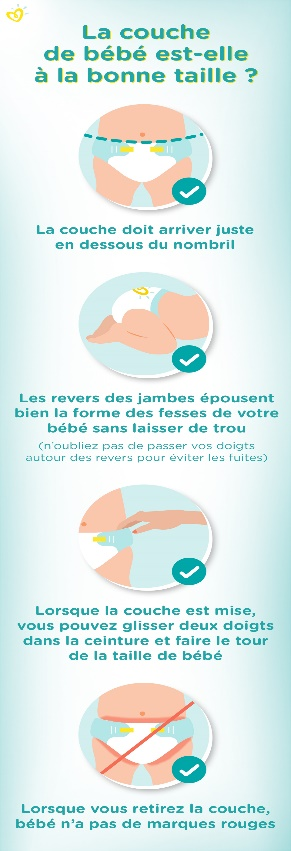 La couche
de bébé est-elle
à la bonne taille ?
La couche doit arriver juste
en dessous du nombril
Les revers des jambes épousent
bien la forme des fesses de votre
bébé sans laisser de trou
(n'oubliez pas de passer vos doigts
autour des revers pour éviter les fuites)
Lorsque la couche est mise,
vous pouvez glisser deux doigts
dans la ceinture et faire le tour
de la taille de bébé
Lorsque vous retirez la couche,
bébé n'a pas de marques rouges